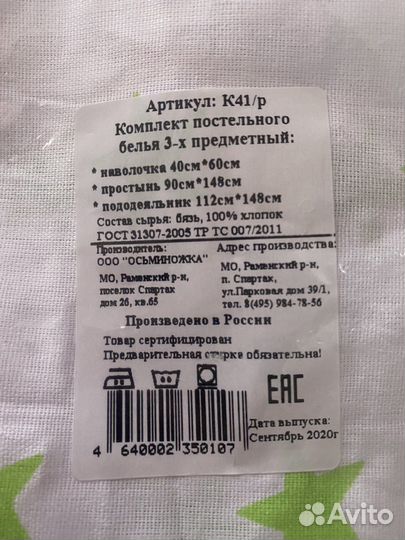 Артикул: К41/р
Комплект постельного
белья 3-х предметный:
* наволочка 40см*60см
* простынь 90см*148см
* пододеяльник 112см*148см
Состав сырья: бязь, 100% хлопок
ГОСТ 31307-2005 ТР ТС 007/2011
Производитель:
ООО "ОСЬМИНОЖКА"
МО, Раменский р-н,
поселок Спартак
дом 26, кв.65
Адрес производства:
МО, Раменский р-н,
п. Спартак,
ул.Парковая дом 39/1,
тел. 8(495) 984-78-56
Произведено в России
Товар сертифицирован
Предварительная стирка обязательна!
ЕАС
4 640002 350107
Дата выпуска:
Сентябрь 2020г
Avito